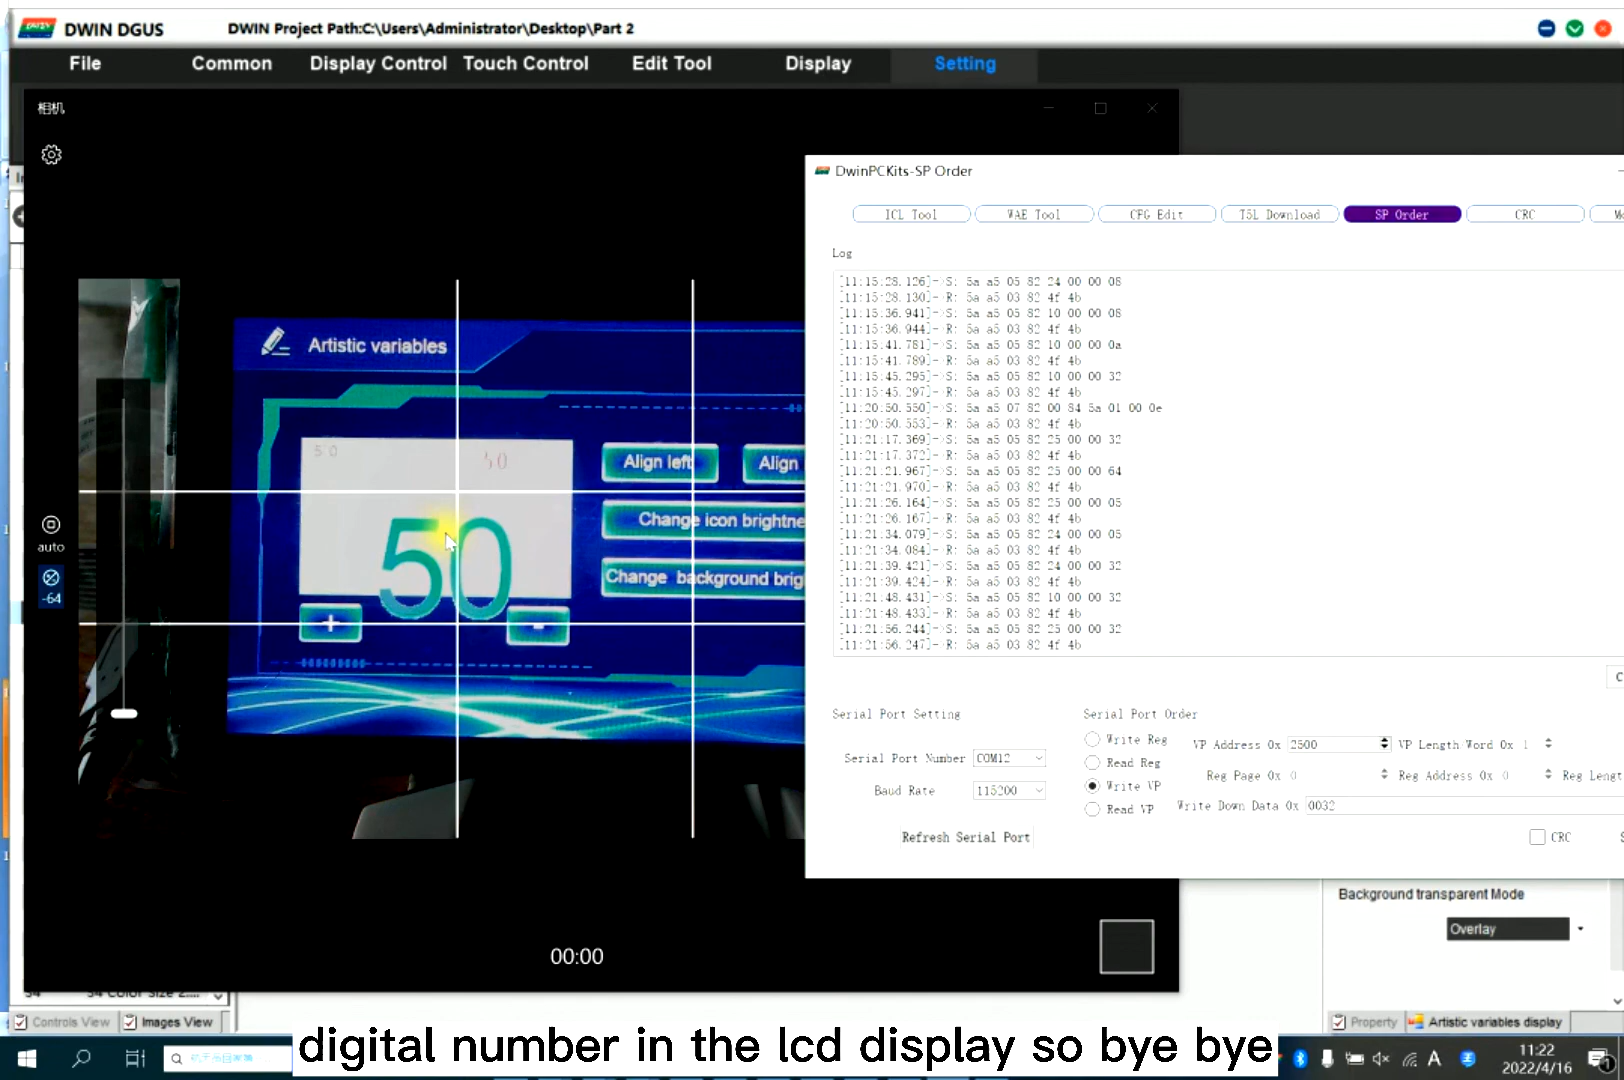 DWIN DGUS
DWIN Project Path:C:\Users\Administrator\Desktop\Part 2
File Common Display Control Touch Control Edit Tool Display Setting
相机
auto
-64
Artistic variables
50
50
50
Align left
Align
Change icon brightne
Change background brig
+
-
00:00
DwinPCKits-SP Order
ICL Tool WAE Tool CFG Edit T5L Download SP Order CRC
Log
[11:15:28.126]- S: 5a a5 05 82 24 00 00 08
[11:15:28.130]- R: 5a a5 03 82 4f 4b
[11:15:36.941]- S: 5a a5 05 82 10 00 00 08
[11:15:36.944]- R: 5a a5 03 82 4f 4b
[11:15:41.781]- S: 5a a5 05 82 10 00 00 0a
[11:15:41.789]- R: 5a a5 03 82 4f 4b
[11:15:45.295]- S: 5a a5 05 82 10 00 00 32
[11:15:45.297]- R: 5a a5 03 82 4f 4b
[11:20:50.550]- S: 5a a5 07 82 00 84 5a 01 00 0e
[11:20:50.553]- R: 5a a5 03 82 4f 4b
[11:21:17.369]- S: 5a a5 05 82 25 00 00 32
[11:21:17.372]- R: 5a a5 03 82 4f 4b
[11:21:21.967]- S: 5a a5 05 82 25 00 00 64
[11:21:21.970]- R: 5a a5 03 82 4f 4b
[11:21:26.164]- S: 5a a5 05 82 25 00 00 05
[11:21:26.167]- R: 5a a5 03 82 4f 4b
[11:21:34.079]- S: 5a a5 05 82 24 00 00 05
[11:21:34.084]- R: 5a a5 03 82 4f 4b
[11:21:39.421]- S: 5a a5 05 82 24 00 00 32
[11:21:39.424]- R: 5a a5 03 82 4f 4b
[11:21:48.431]- S: 5a a5 05 82 10 00 00 32
[11:21:48.433]- R: 5a a5 03 82 4f 4b
[11:21:56.244]- S: 5a a5 05 82 25 00 00 32
[11:21:56.247]- R: 5a a5 03 82 4f 4b
Serial Port Setting
Serial Port Number COM12
Baud Rate 115200
Refresh Serial Port
Serial Port Order
Write Reg
Read Reg
Write VP
Read VP
VP Address 0x 2500 VP Length Word 0x 1
Reg Page 0x 0 Reg Address 0x 0 Reg Lengt
Write Down Data 0x 0032
CRC
Background transparent Mode
Overlay
Controls View Images View
Property Artistic variables display
digital number in the lcd display so bye bye
A
11:22
2022/4/16